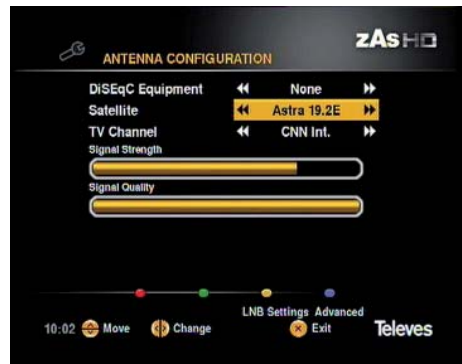 zAs HD
ANTENNA CONFIGURATION
DiSEqC Equipment None
Satellite Astra 19.2E
TV Channel CNN Int.
Signal Strength
Signal Quality
LNB Settings Advanced
10:02 Move Change Exit Televes